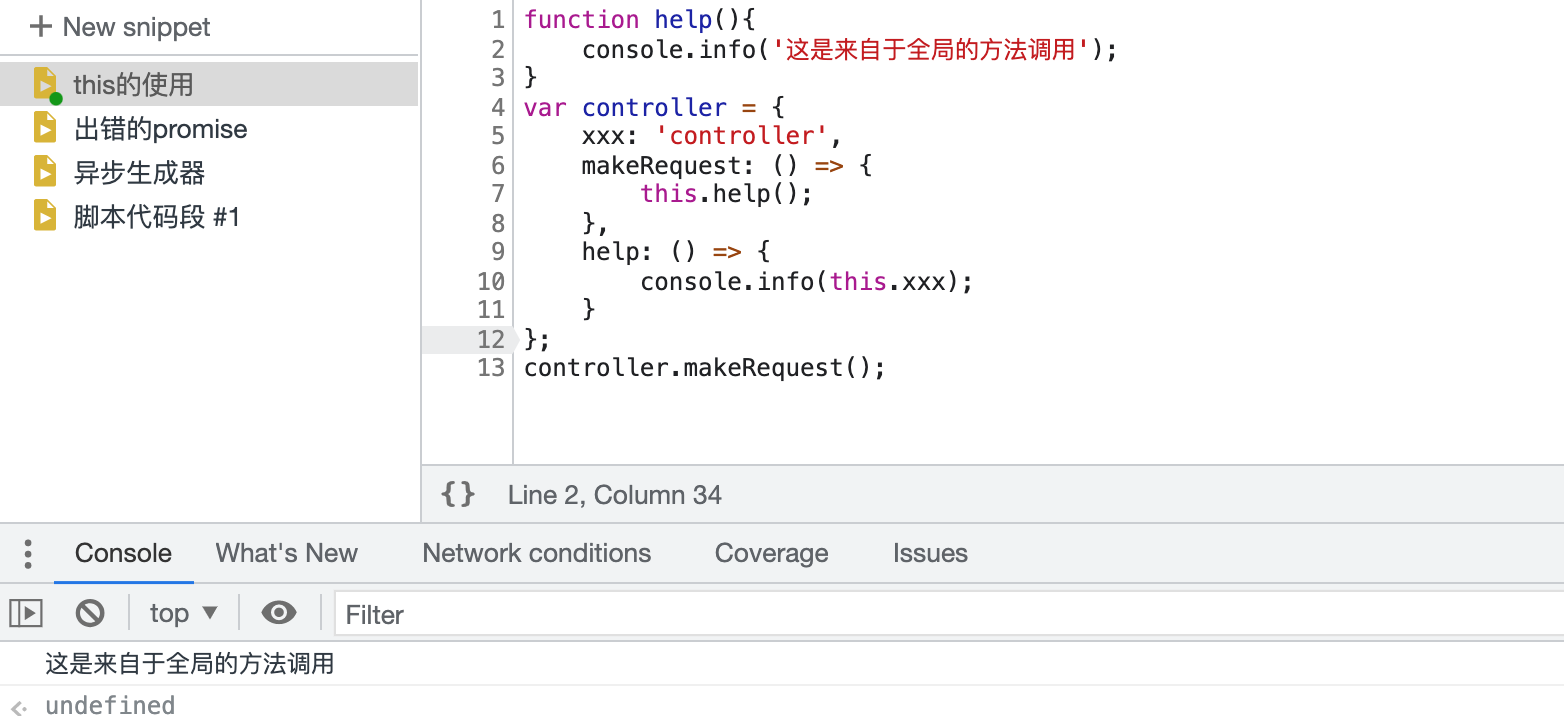 New snippet
this的使用
出错的promise
异步生成器
脚本代码段 #1
1 function help(){
2 console.info('这是来自于全局的方法调用');
3 }
4 var controller = {
5 xxx: 'controller',
6 makeRequest: () => {
7 this.help();
8 },
9 help: () => {
10 console.info(this.xxx);
11 }
12 };
13 controller.makeRequest();
{} Line 2, Column 34
Console What's New Network conditions Coverage Issues
top ▼ Filter
这是来自于全局的方法调用
undefined